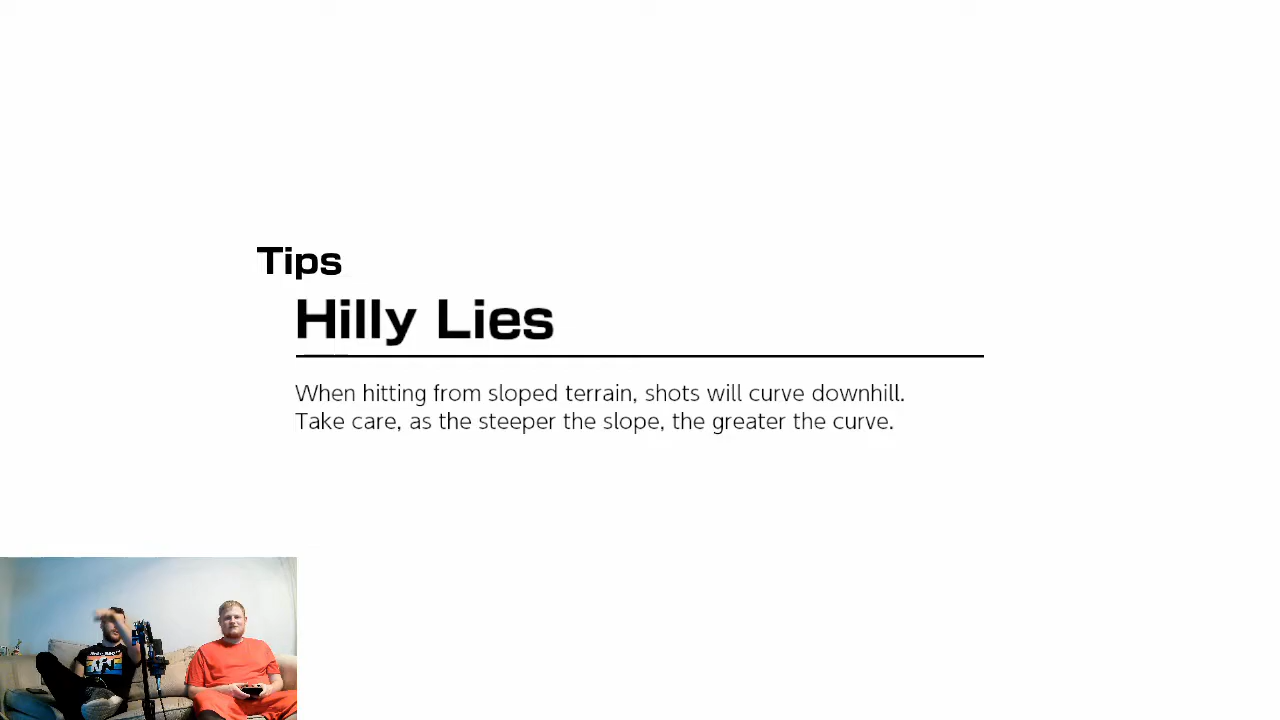 Tips
Hilly Lies
When hitting from sloped terrain, shots will curve downhill.
Take care, as the steeper the slope, the greater the curve.